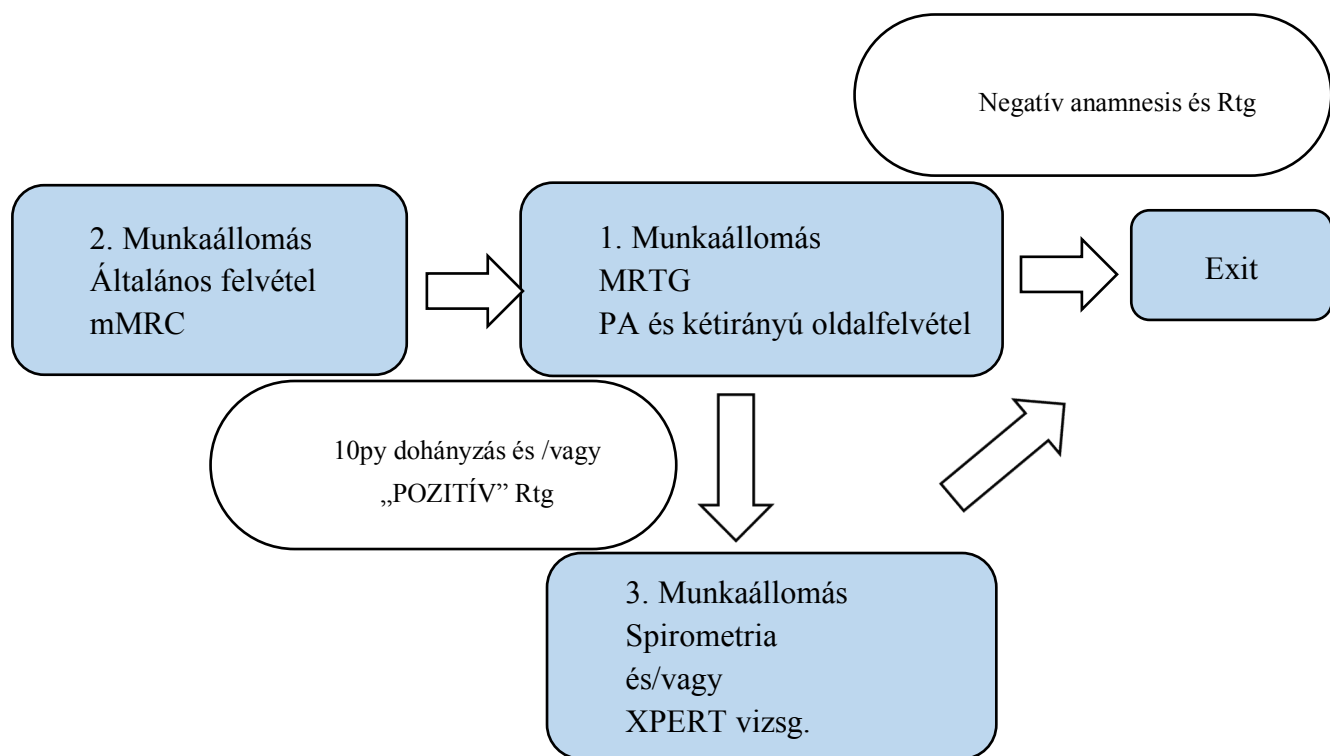 Negatív anamnesis és Rtg
2. Munkaállomás
Általános felvétel
mMRC
1. Munkaállomás
MRTG
PA és kétirányú oldalfelvétel
Exit
10py dohányzás és /vagy
„POZITÍV” Rtg
3. Munkaállomás
Spirometria
és/vagy
XPERT vizsg.